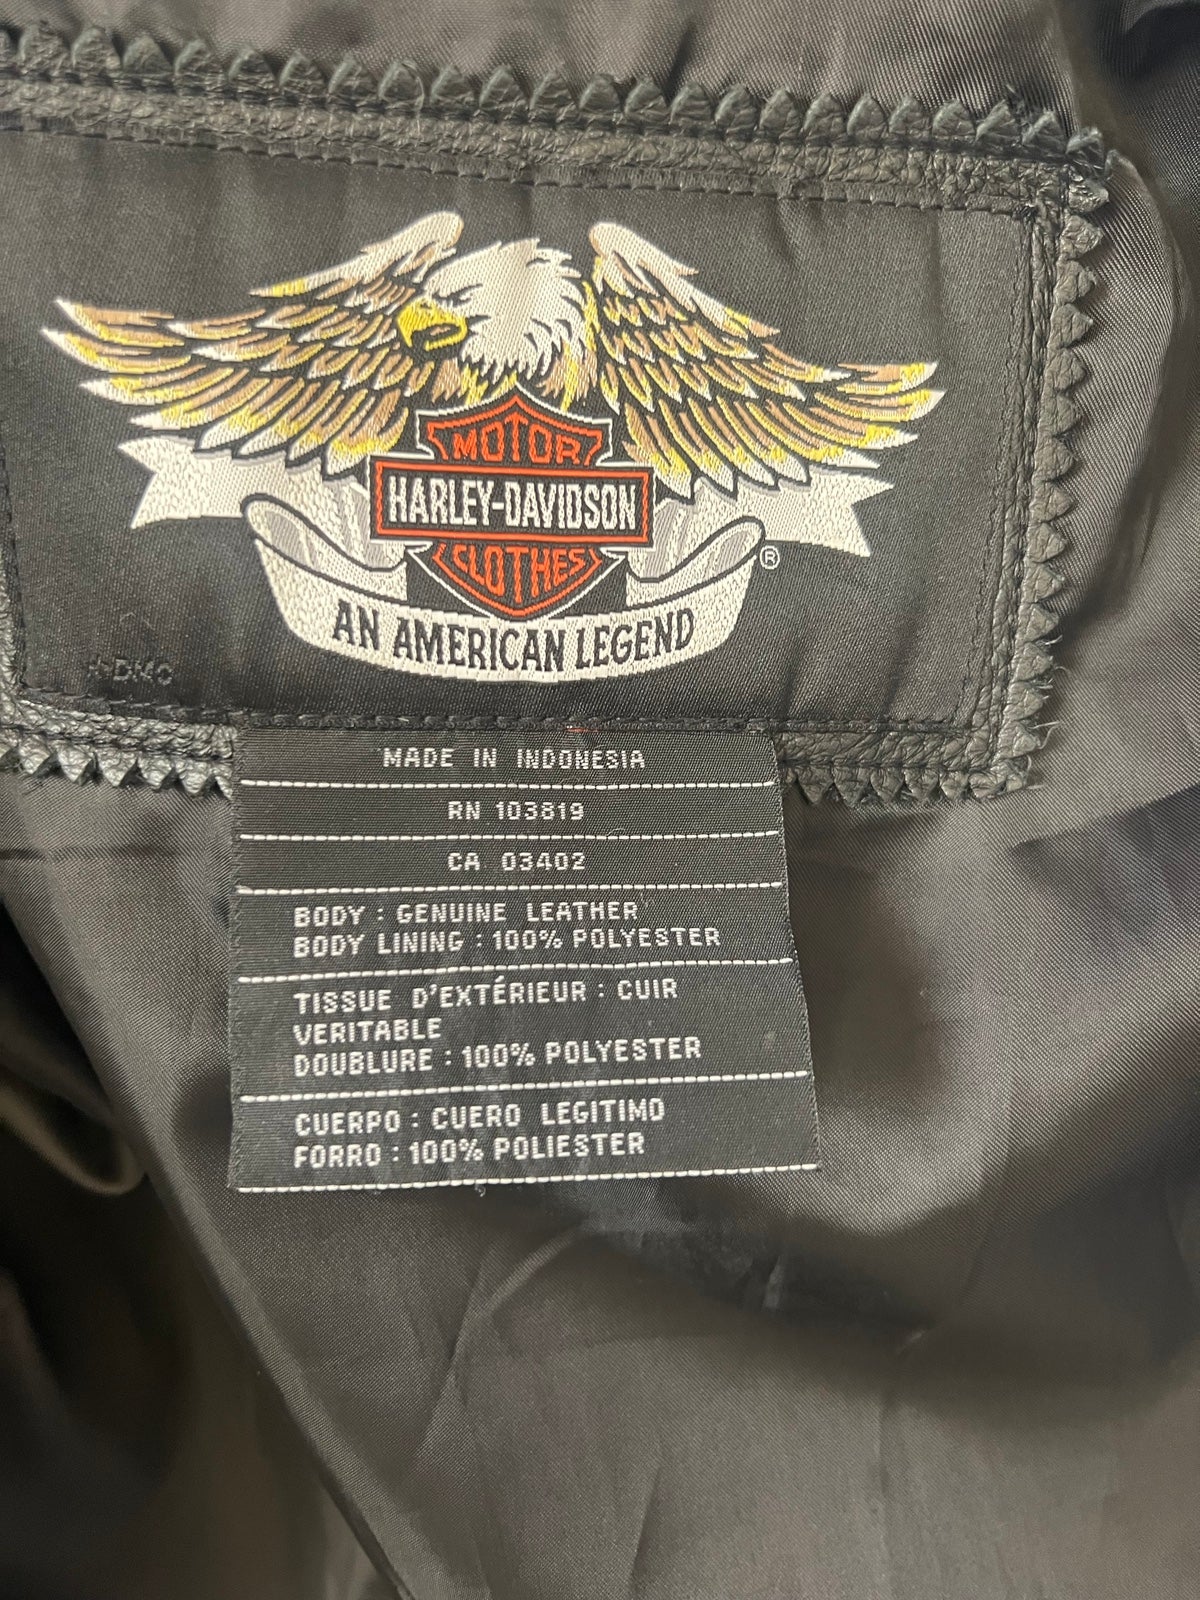 MOTOR
HARLEY-DAVIDSON
CLOTHES
®
AN AMERICAN LEGEND
MADE IN INDONESIA
RN 103819
CA 03402
BODY : GENUINE LEATHER
BODY LINING : 100% POLYESTER
TISSUE D'EXTÉRIEUR : CUIR
VERITABLE
DOUBLURE : 100% POLYESTER
CUERPO : CUERO LEGITIMO
FORRO : 100% POLIESTER